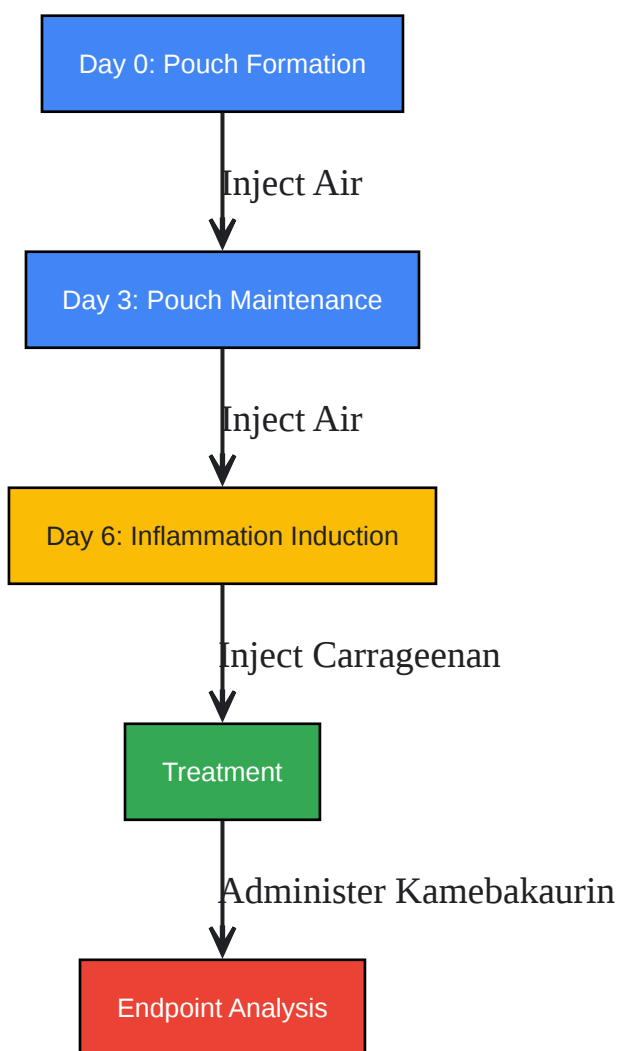 Day 0: Pouch Formation
Inject Air
Day 3: Pouch Maintenance
Inject Air
Day 6: Inflammation Induction
Inject Carrageenan
Treatment
Administer Kamebakaurin
Endpoint Analysis